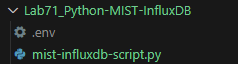 Lab71_Python-MIST-InfluxDB
.env
mist-influxdb-script.py